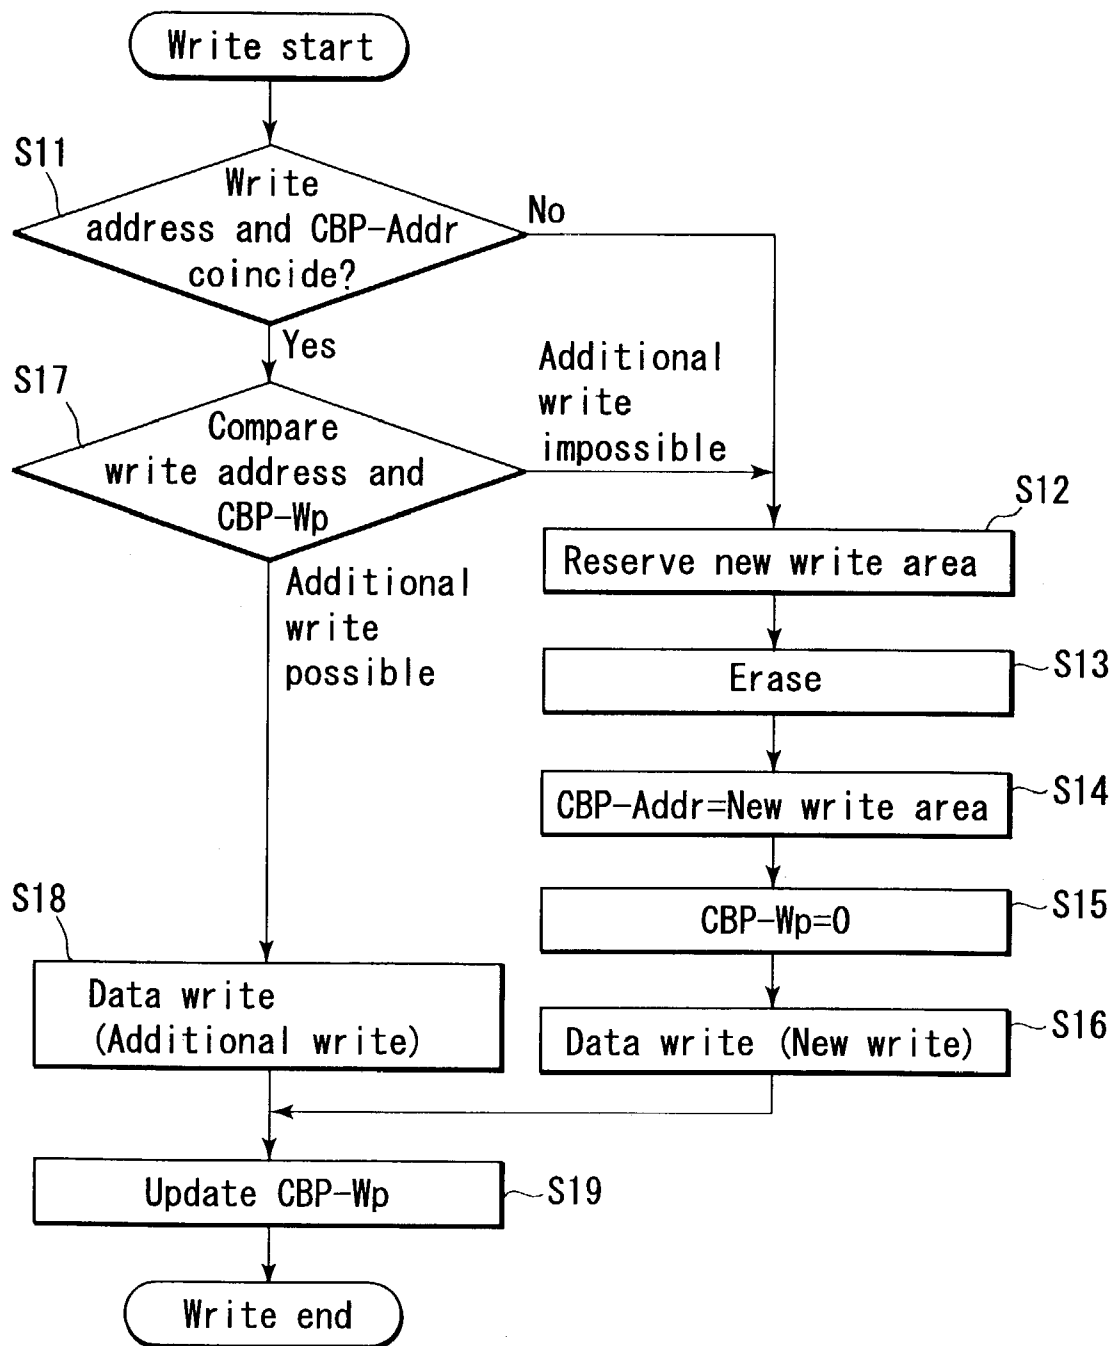 Write start
S11
Write
address and CBP-Addr
coincide?
No
Yes
S17
Compare
write address and
CBP-Wp
Additional
write
impossible
S12
Reserve new write area
Additional
write
possible
Erase
S13
CBP-Addr=New write area
S14
CBP-Wp=0
S15
S18
Data write
(Additional write)
Data write (New write)
S16
Update CBP-Wp
S19
Write end